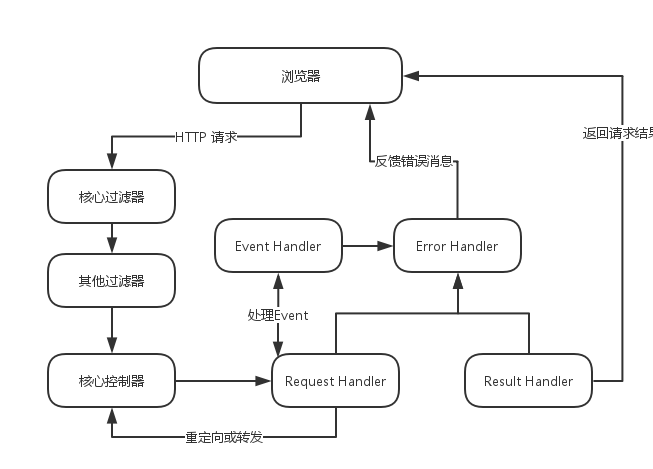 浏览器
HTTP 请求
返回请求结果
反馈错误消息
核心过滤器
Event Handler
Error Handler
其他过滤器
处理Event
核心控制器
Request Handler
Result Handler
重定向或转发